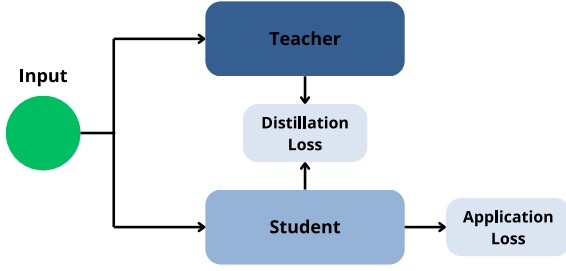 Teacher
Input
Distillation
Loss
Student
Application
Loss